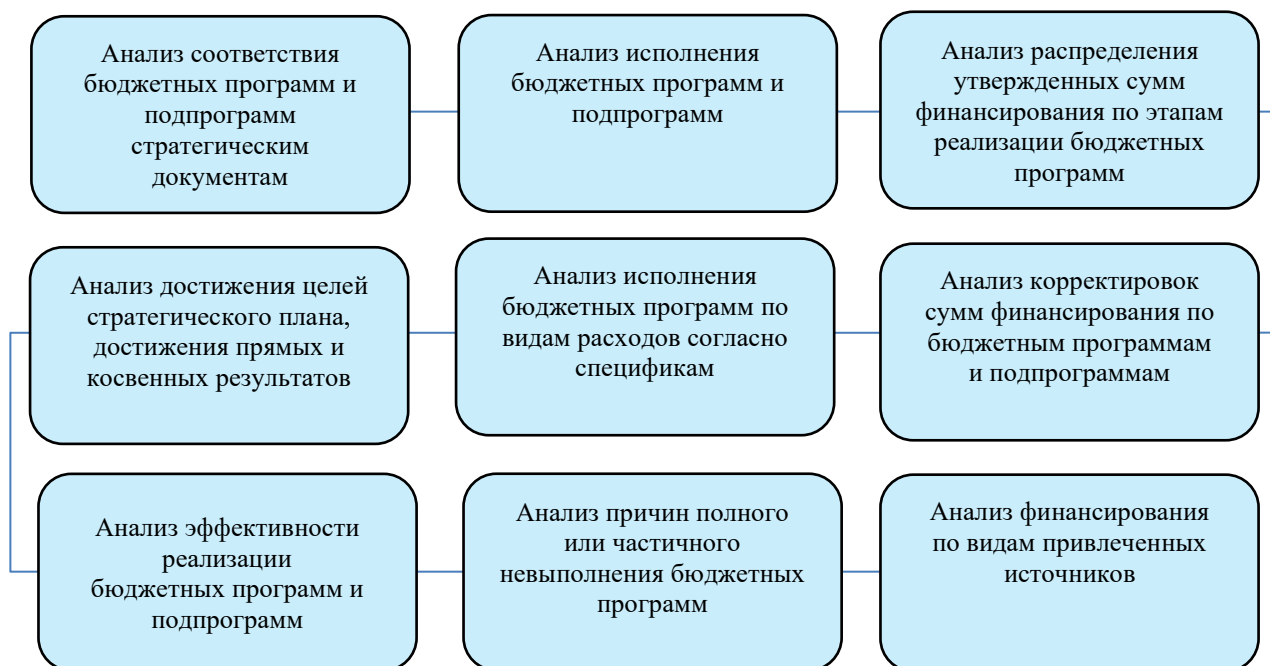 Анализ соответствия
бюджетных программ и
подпрограмм
стратегическим
документам
Анализ исполнения
бюджетных программ и
подпрограмм
Анализ распределения
утвержденных сумм
финансирования по этапам
реализации бюджетных
программ
Анализ достижения целей
стратегического плана,
достижения прямых и
косвенных результатов
Анализ исполнения
бюджетных программ по
видам расходов согласно
спецификам
Анализ корректировок
сумм финансирования по
бюджетным программам
и подпрограммам
Анализ эффективности
реализации
бюджетных программ и
подпрограмм
Анализ причин полного
или частичного
невыполнения бюджетных
программ
Анализ финансирования
по видам привлеченных
источников